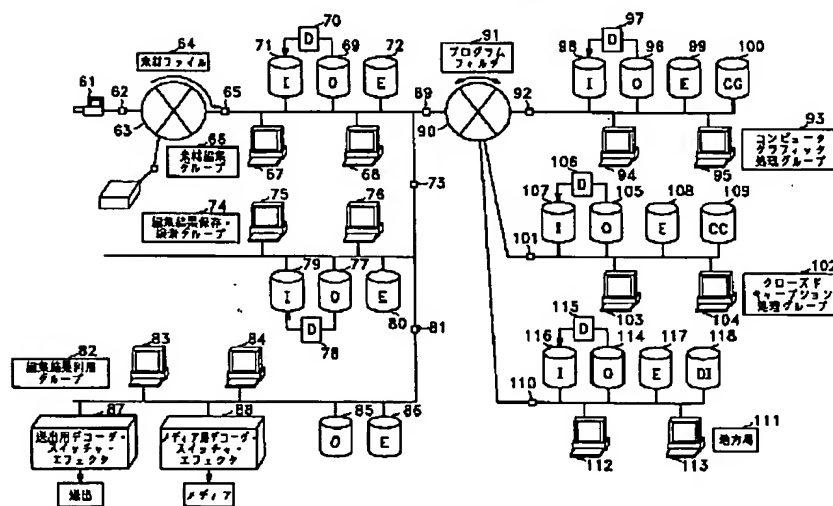 64
素材ファイル
61
62
63
65
70
D
71
I
69
O
72
E
66
素材編集
グループ
67
68
73
74
編集結果保存・
検索グループ
75
76
79
I
77
O
E
80
78
D
81
82
編集結果利用
グループ
83
84
87
送出用デコーダ・
スイッチャ・
エフェクタ
88
メディア用デコーダ・
スイッチャ・
エフェクタ
85
O
86
E
送出
メディア
89
91
プログラム
フィルタ
90
92
97
D
98
I
96
O
99
E
100
CG
93
コンピュータ
グラフィック
処理グループ
94
95
106
D
107
I
105
O
108
E
109
CC
101
102
クローズド
キャプション
処理グループ
103
104
115
D
116
I
114
O
117
E
118
DI
110
111
地方局
112
113